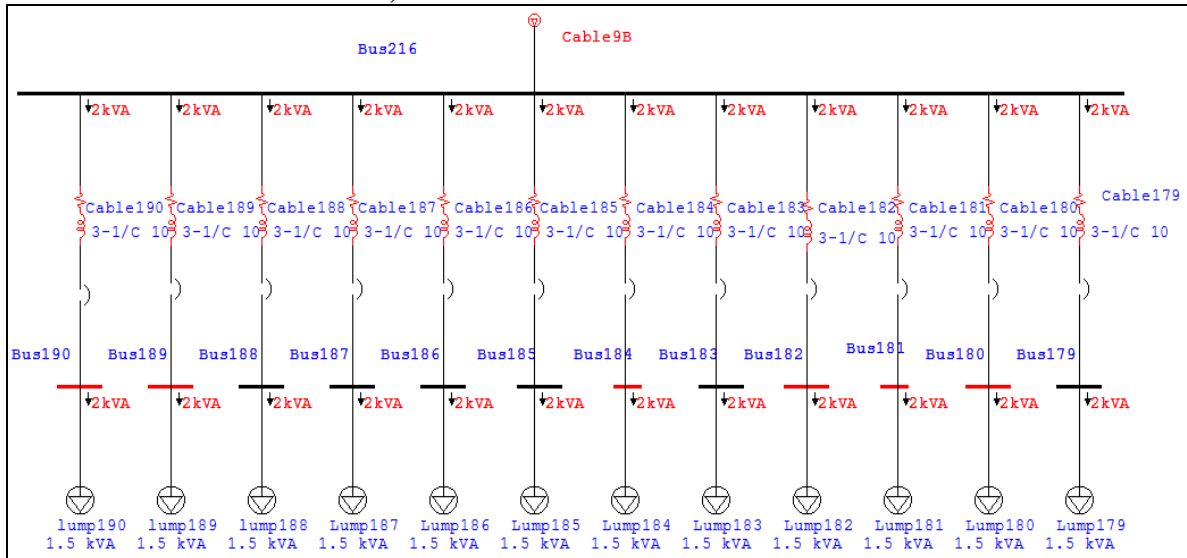 Cable9B
Bus216
2kVA 2kVA 2kVA 2kVA 2kVA 2kVA 2kVA 2kVA 2kVA 2kVA 2kVA 2kVA
Cable190 Cable189 Cable188 Cable187 Cable186 Cable185 Cable184 Cable183 Cable182 Cable181 Cable180 Cable179
3-1/C 10 3-1/C 10 3-1/C 10 3-1/C 10 3-1/C 10 3-1/C 10 3-1/C 10 3-1/C 10 3-1/C 10 3-1/C 10 3-1/C 10 3-1/C 10
Bus190 Bus189 Bus188 Bus187 Bus186 Bus185 Bus184 Bus183 Bus182 Bus181 Bus180 Bus179
2kVA 2kVA 2kVA 2kVA 2kVA 2kVA 2kVA 2kVA 2kVA 2kVA 2kVA 2kVA
lump190 lump189 lump188 Lump187 Lump186 Lump185 Lump184 Lump183 Lump182 Lump181 Lump180 Lump179
1.5 kVA 1.5 kVA 1.5 kVA 1.5 kVA 1.5 kVA 1.5 kVA 1.5 kVA 1.5 kVA 1.5 kVA 1.5 kVA 1.5 kVA 1.5 kVA